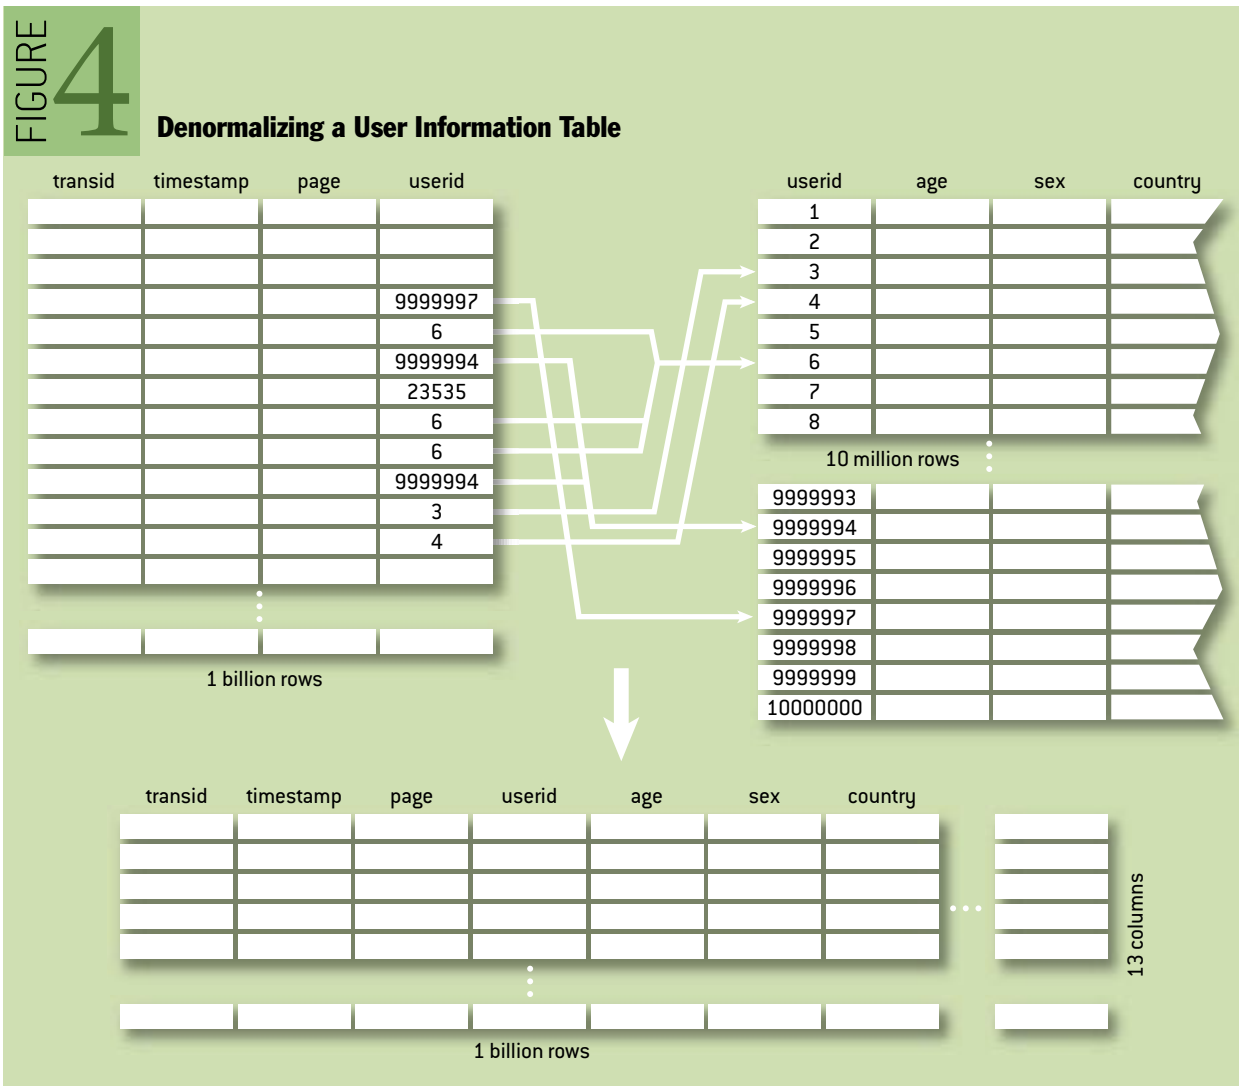 FIGURE 4
Denormalizing a User Information Table
transid timestamp page userid
9999997
6
9999994
23535
6
6
9999994
3
4
1 billion rows
userid age sex country
1
2
3
4
5
6
7
8
10 million rows
9999993
9999994
9999995
9999996
9999997
9999998
9999999
10000000
transid timestamp page userid age sex country
13 columns
1 billion rows